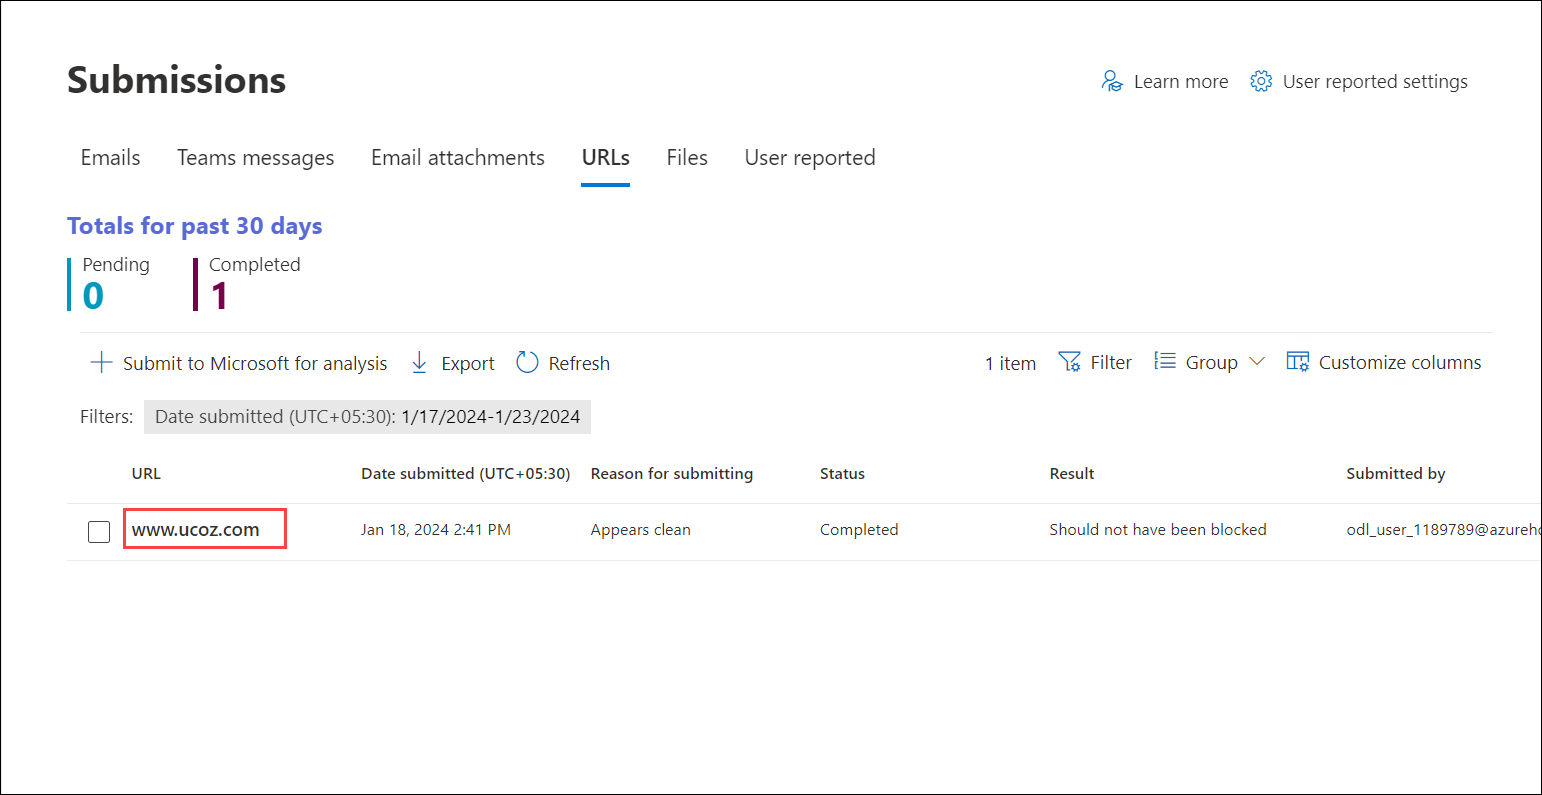 Submissions
Learn more User reported settings
Emails Teams messages Email attachments URLs Files User reported
Totals for past 30 days
Pending Completed
0 1
Submit to Microsoft for analysis Export Refresh 1 item Filter Group Customize columns
Filters: Date submitted (UTC+05:30): 1/17/2024-1/23/2024
URL Date submitted (UTC+05:30) Reason for submitting Status Result Submitted by
www.ucoz.com Jan 18, 2024 2:41 PM Appears clean Completed Should not have been blocked odl_user_1189789@azureho